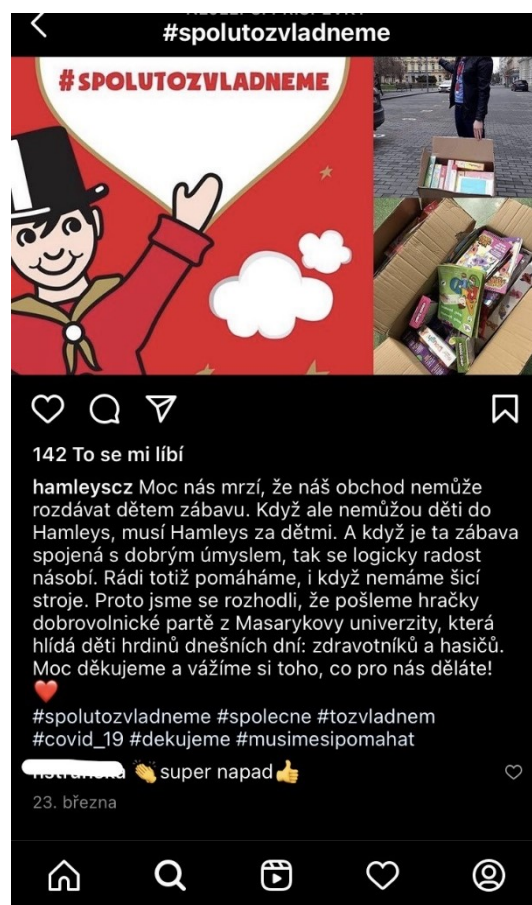 #spolutozvladneme
#SPOLUTOZVLADNEME
142 To se mi líbí
hamleyscz Moc nás mrzí, že náš obchod nemůže
rozdávat dětem zábavu. Když ale nemůžou děti do
Hamleys, musí Hamleys za dětmi. A když je ta zábava
spojená s dobrým úmyslem, tak se logicky radost
násobí. Rádi totiž pomáháme, i když nemáme šicí
stroje. Proto jsme se rozhodli, že pošleme hračky
dobrovolnické partě z Masarykovy univerzity, která
hlídá děti hrdinů dnešních dní: zdravotníků a hasičů.
Moc děkujeme a vážíme si toho, co pro nás děláte!
❤️
#spolutozvladneme #spolecne #tozvladnem
#covid_19 #dekujeme #musimesipomahat
👏super napad👍
23. března